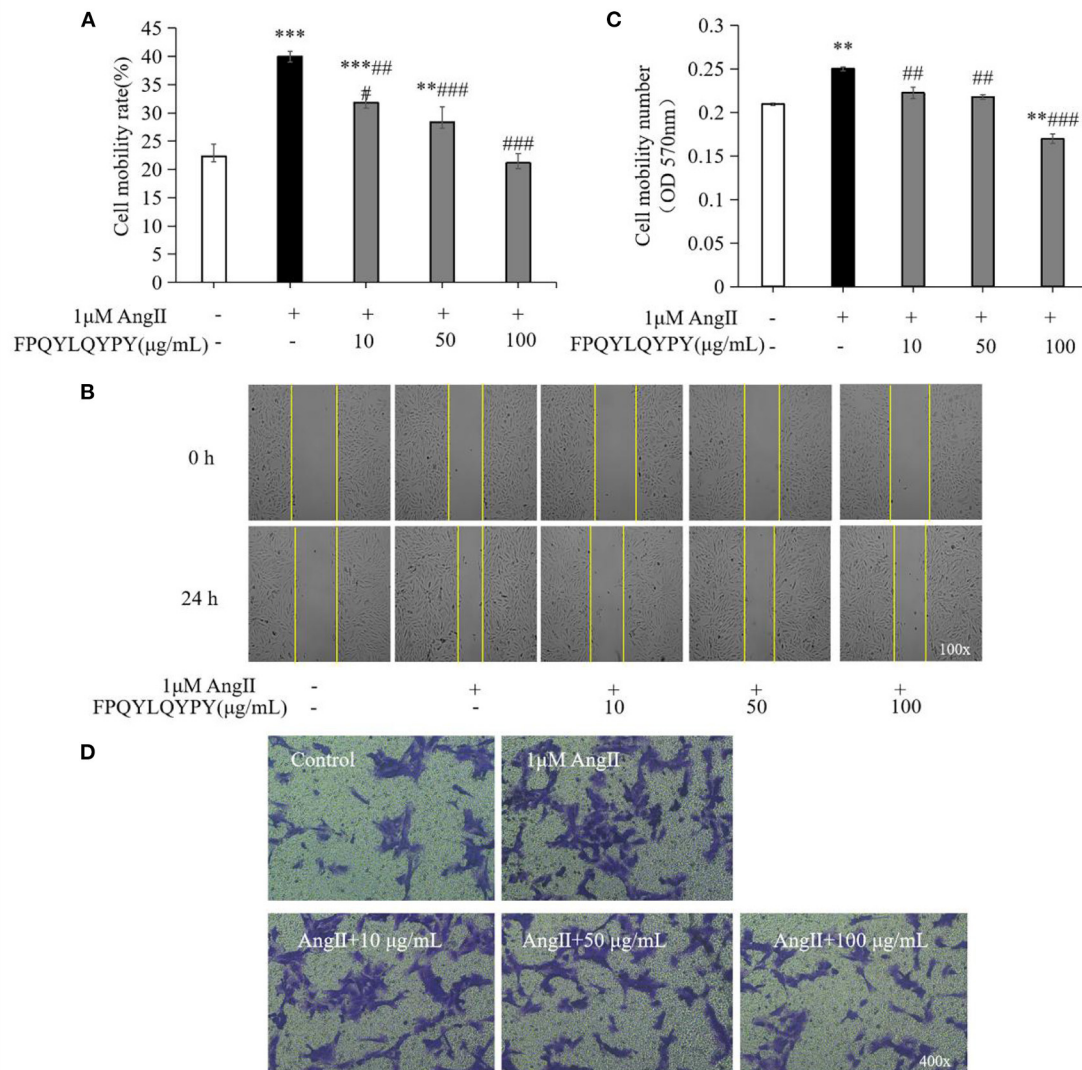 A
Cell mobility rate(%)
45
40
35
30
25
20
15
10
5
0
***
***##
#
**###
###
1μM AngII - + + + +
FPQYLQYPY(μg/mL) - - 10 50 100
C
Cell mobility number
(OD 570nm)
0.3
0.25
0.2
0.15
0.1
0.05
0
**
##
##
**###
1μM AngII - + + + +
FPQYLQYPY(μg/mL) - - 10 50 100
B
0 h
24 h
100x
1μM AngII - + + + +
FPQYLQYPY(μg/mL) - - 10 50 100
D
Control
1μM AngII
AngII+10 μg/mL
AngII+50 μg/mL
AngII+100 μg/mL
400x